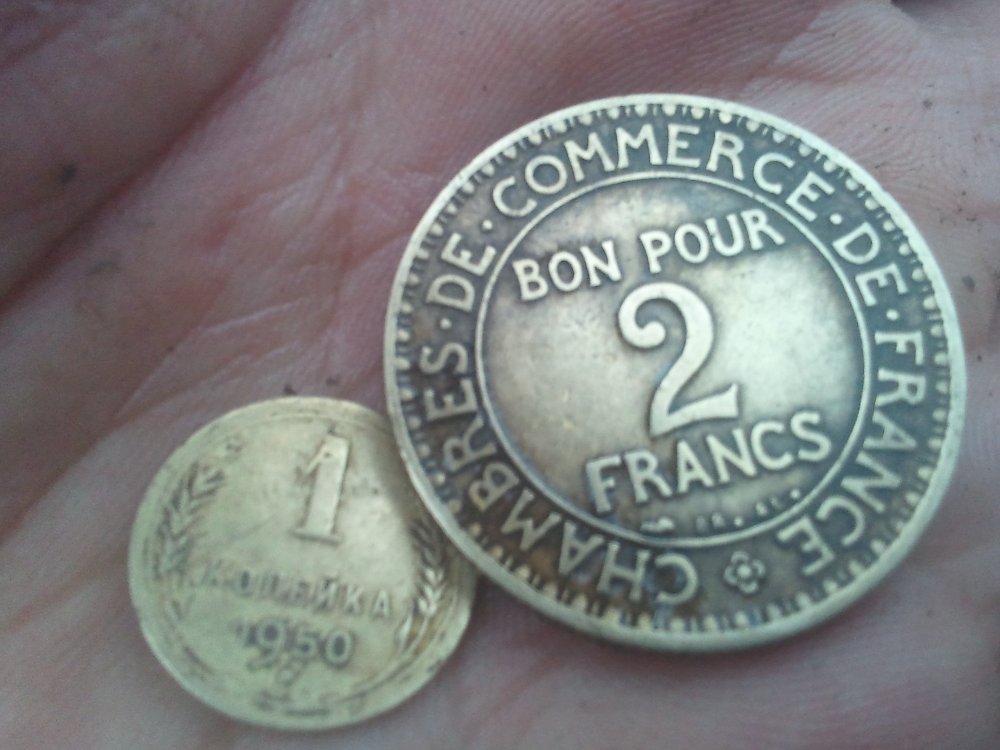 CHAMBRES · DE · COMMERCE · DE · FRANCE
BON POUR
2
FRANCS
1
КОПЕЙКА
1950